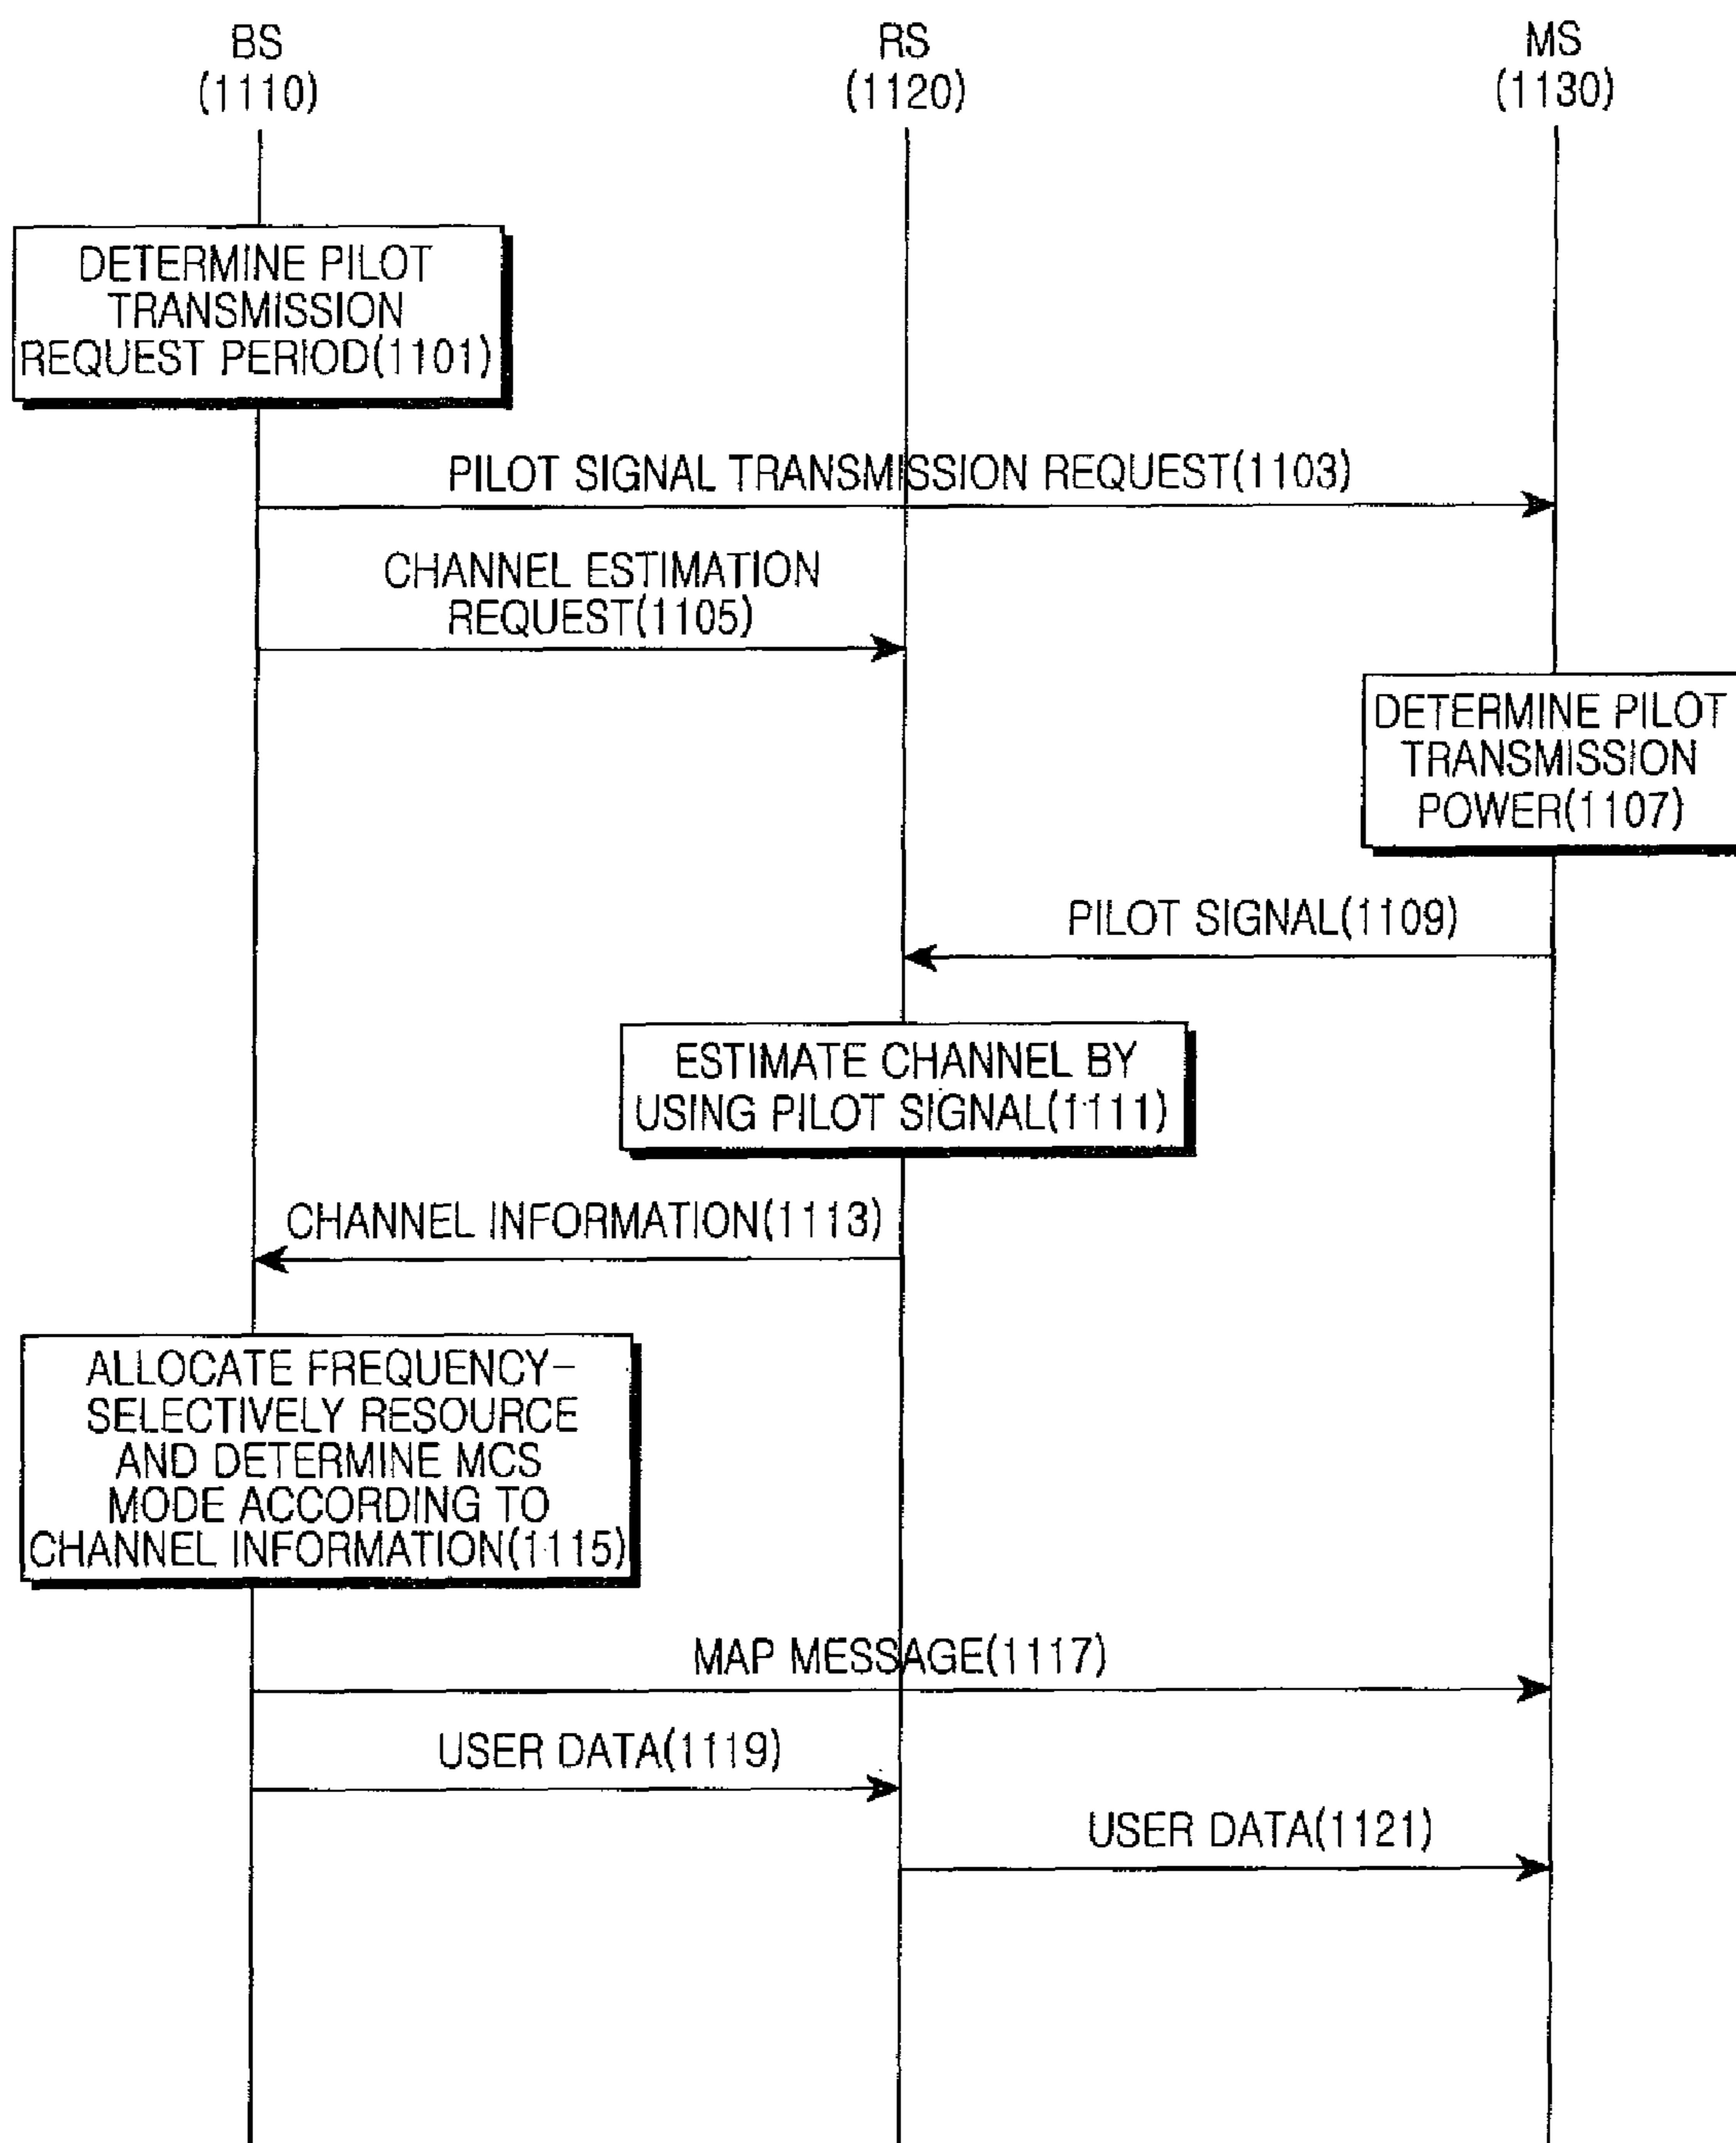 BS
(1110)
RS
(1120)
MS
(1130)
DETERMINE PILOT
TRANSMISSION
REQUEST PERIOD(1101)
PILOT SIGNAL TRANSMISSION REQUEST(1103)
CHANNEL ESTIMATION
REQUEST(1105)
DETERMINE PILOT
TRANSMISSION
POWER(1107)
PILOT SIGNAL(1109)
ESTIMATE CHANNEL BY
USING PILOT SIGNAL(1111)
CHANNEL INFORMATION(1113)
ALLOCATE FREQUENCY-
SELECTIVELY RESOURCE
AND DETERMINE MCS
MODE ACCORDING TO
CHANNEL INFORMATION(1115)
MAP MESSAGE(1117)
USER DATA(1119)
USER DATA(1121)